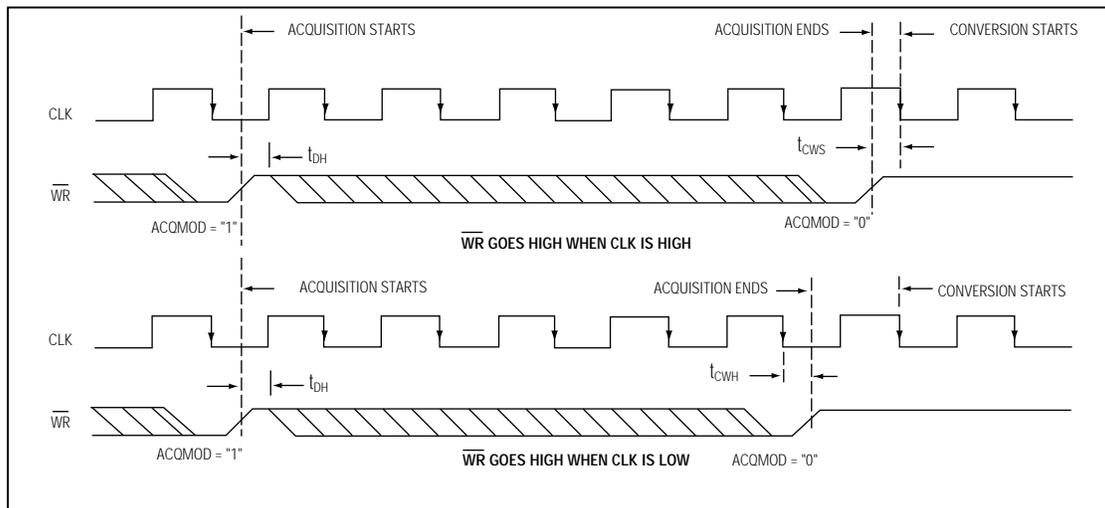 ACQUISITION STARTS
ACQUISITION ENDS
CONVERSION STARTS
CLK
tCWS
tDH
WR
ACQMOD = "1"
ACQMOD = "0"
WR GOES HIGH WHEN CLK IS HIGH
ACQUISITION STARTS
ACQUISITION ENDS
CONVERSION STARTS
CLK
tCWH
tDH
WR
ACQMOD = "1"
WR GOES HIGH WHEN CLK IS LOW
ACQMOD = "0"